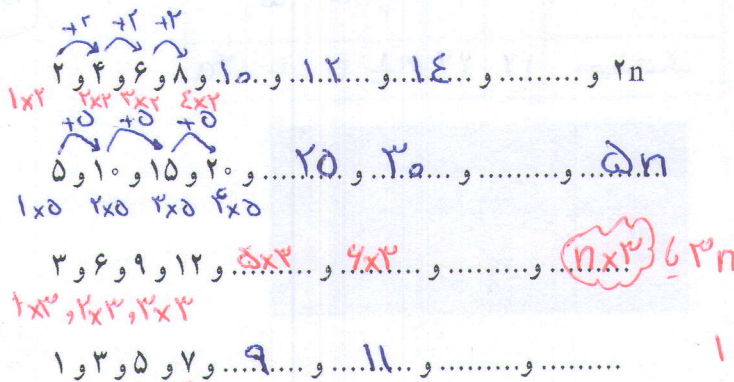 +۲ +۲ +۲
۲ و ۴ و ۶ و ۸ و ..۱۰.. و ..۱۲.. و ..۱٤.. و ......... و ۲n
۱×۲ ۲×۲ ۳×۲ ٤×۲
+۵ +۵ +۵
۵ و ۱۰ و ۱۵ و ۲۰ و ....۲۵.... و ..۳۰.. و ......... و ..۵n..
۱×۵ ۲×۵ ۳×۵ ۴×۵
۳ و ۶ و ۹ و ۱۲ و ..۵×۳.. و ..۶×۳.. و ......... و ..n×۳.. یا ۳n
۱×۳, ۲×۳, ۳×۳
۱ و ۳ و ۵ و ۷ و ....۹.... و ..۱۱.. و ......... و .........